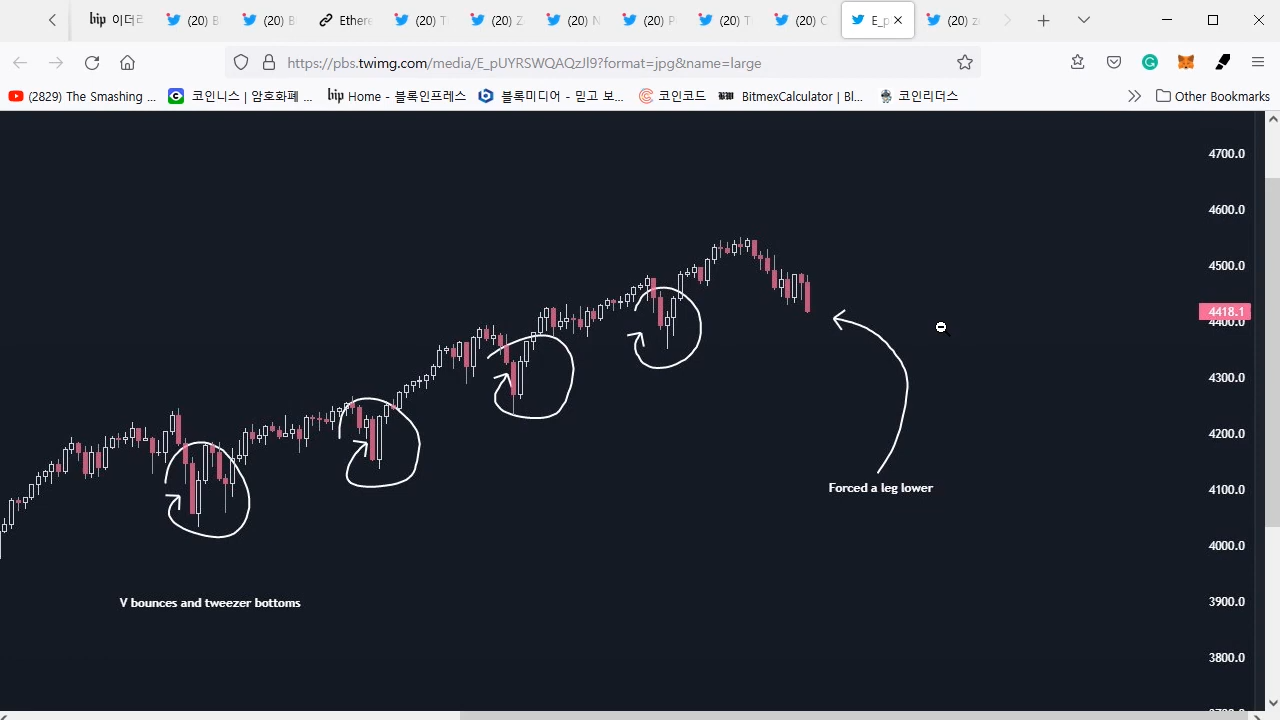 hip 이더리
(20) B
(20) B
Ethere
(20) T
(20) Z
(20) N
(20) P
(20) T
(20) C
E_p
(20) z
https://pbs.twimg.com/media/E_pUYRSWQAQzJl9?format=jpg&name=large
(2829) The Smashing ...
코인니스 | 암호화폐 ...
hip Home - 블록인프레스
블록미디어 - 믿고 보...
코인코드
BitmexCalculator | Bl...
코인리더스
Other Bookmarks
4700.0
4600.0
4500.0
4418.1
4400.0
4300.0
4200.0
4100.0
Forced a leg lower
4000.0
3900.0
V bounces and tweezer bottoms
3800.0